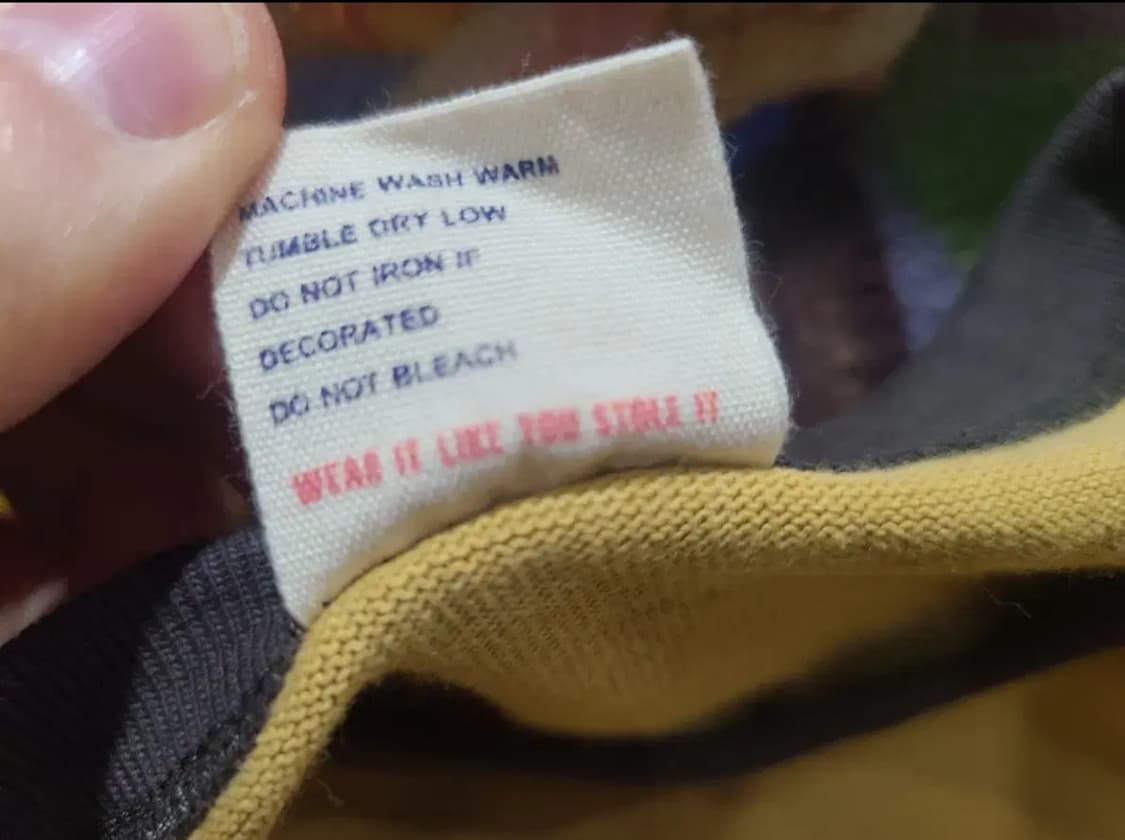 MACHINE WASH WARM
TUMBLE DRY LOW
DO NOT IRON IF
DECORATED
DO NOT BLEACH
WEAR IT LIKE YOU STOLE IT